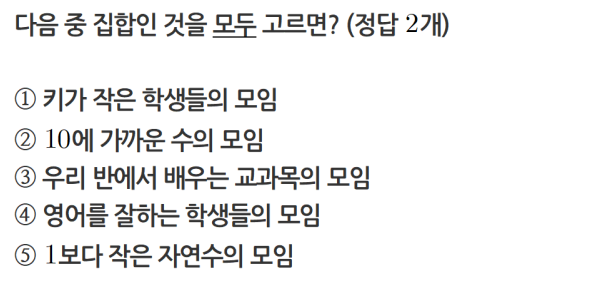 다음 중 집합인 것을 모두 고르면? (정답 2개)
① 키가 작은 학생들의 모임
② 10에 가까운 수의 모임
③ 우리 반에서 배우는 교과목의 모임
④ 영어를 잘하는 학생들의 모임
⑤ 1보다 작은 자연수의 모임